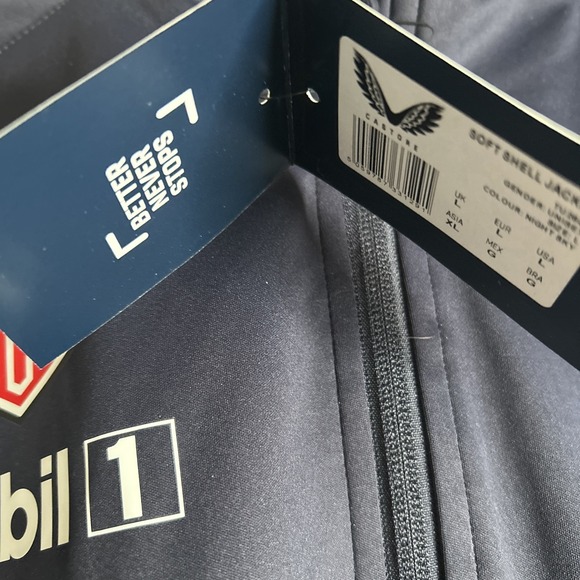 BETTER
NEVER
STOPS
CASTORE
SOFT SHELL JACK
GENDER: UNISE
COLOUR: NIGHT SKY
UK EUR USA
L L L
ASIA MEX BRA
XL G G
bil 1